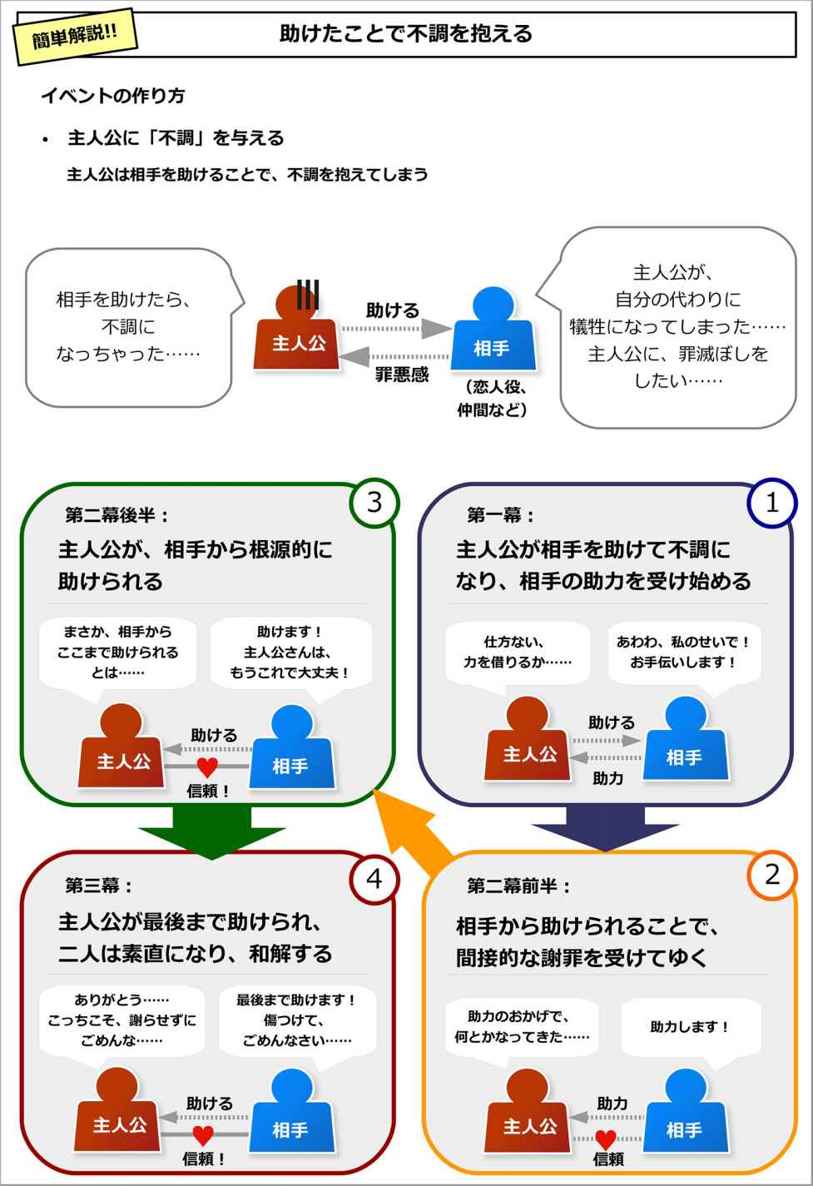 簡単解説!!
助けたことで不調を抱える
イベントの作り方
• 主人公に「不調」を与える
主人公は相手を助けることで、不調を抱えてしまう
相手を助けたら、
不調に
なっちゃった……
主人公
助ける
罪悪感
相手
（恋人役、
仲間など）
主人公が、
自分の代わりに
犠牲になってしまった……
主人公に、罪滅ぼしを
したい……
1
第一幕：
主人公が相手を助けて不調に
なり、相手の助力を受け始める
仕方ない、
力を借りるか……
あわわ、私のせいで！
お手伝いします！
主人公
助ける
助力
相手
2
第二幕前半：
相手から助けられることで、
間接的な謝罪を受けてゆく
助力のおかげで、
何とかなってきた……
助力します！
主人公
助力
信頼
相手
3
第二幕後半：
主人公が、相手から根源的に
助けられる
まさか、相手から
ここまで助けられる
とは……
助けます！
主人公さんは、
もうこれで大丈夫！
主人公
助ける
信頼！
相手
4
第三幕：
主人公が最後まで助けられ、
二人は素直になり、和解する
ありがとう……
こっちこそ、謝らせずに
ごめんな……
最後まで助けます！
傷つけて、
ごめんなさい……
主人公
助ける
信頼！
相手